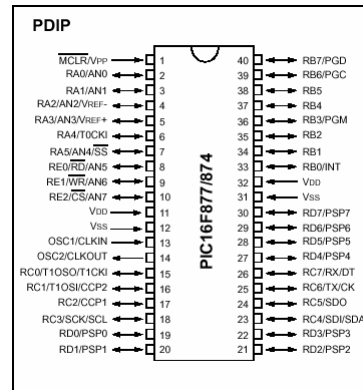 PDIP
MCLR/VPP 1 40 RB7/PGD
RA0/AN0 2 39 RB6/PGC
RA1/AN1 3 38 RB5
RA2/AN2/VREF- 4 37 RB4
RA3/AN3/VREF+ 5 36 RB3/PGM
RA4/T0CKI 6 35 RB2
RA5/AN4/SS 7 34 RB1
RE0/RD/AN5 8 33 RB0/INT
RE1/WR/AN6 9 32 VDD
RE2/CS/AN7 10 31 VSS
VDD 11 30 RD7/PSP7
VSS 12 29 RD6/PSP6
OSC1/CLKIN 13 28 RD5/PSP5
OSC2/CLKOUT 14 27 RD4/PSP4
RC0/T1OSO/T1CKI 15 26 RC7/RX/DT
RC1/T1OSI/CCP2 16 25 RC6/TX/CK
RC2/CCP1 17 24 RC5/SDO
RC3/SCK/SCL 18 23 RC4/SDI/SDA
RD0/PSP0 19 22 RD3/PSP3
RD1/PSP1 20 21 RD2/PSP2
PIC16F877/874